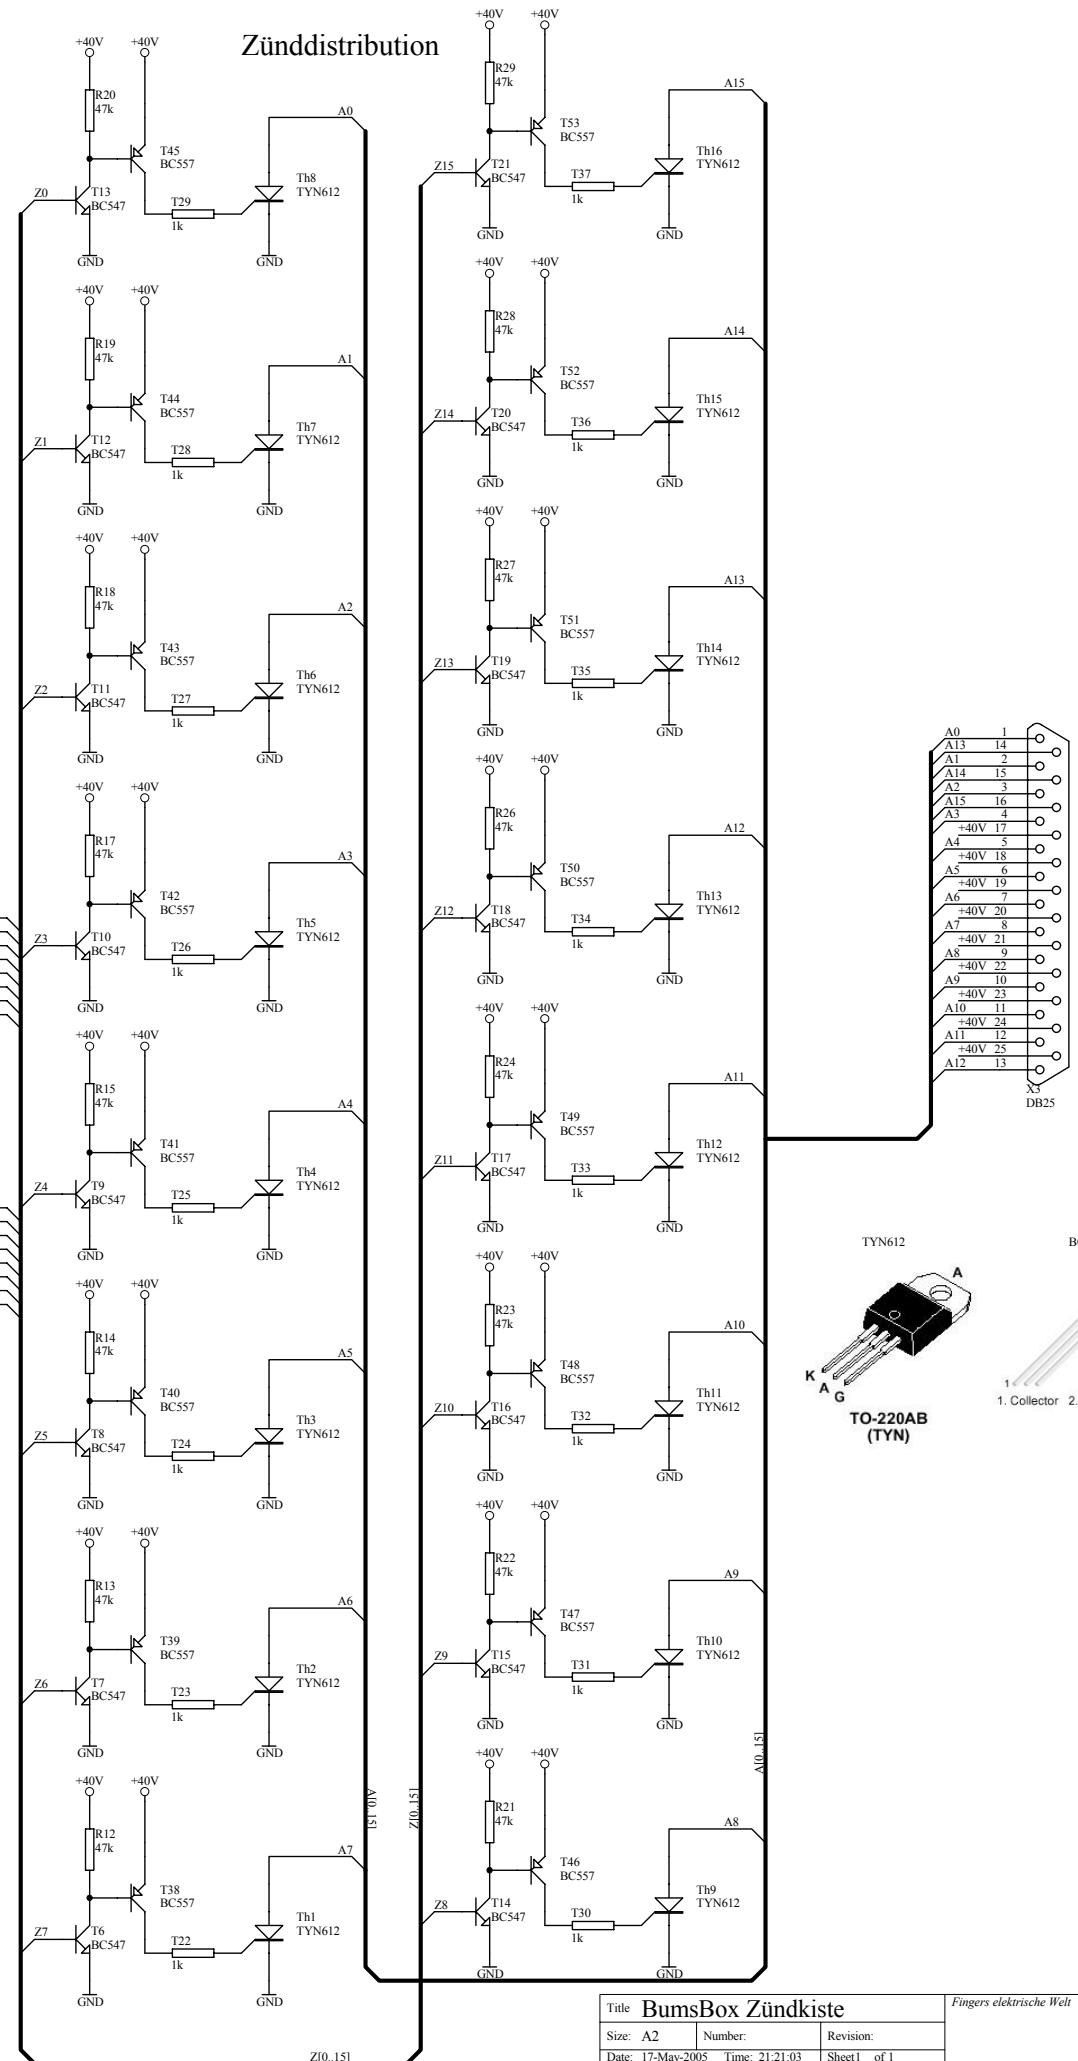 Zünddistribution
+40V
+40V
R20
47k
A0
T45
BC557
Th8
TYN612
Z0
T13
BC547
T29
1k
GND
GND
+40V
+40V
R19
47k
A1
T44
BC557
Th7
TYN612
Z1
T12
BC547
T28
1k
GND
GND
+40V
+40V
R18
47k
A2
T43
BC557
Th6
TYN612
Z2
T11
BC547
T27
1k
GND
GND
+40V
+40V
R17
47k
A3
T42
BC557
Th5
TYN612
Z3
T10
BC547
T26
1k
GND
GND
+40V
+40V
R15
47k
A4
T41
BC557
Th4
TYN612
Z4
T9
BC547
T25
1k
GND
GND
+40V
+40V
R14
47k
A5
T40
BC557
Th3
TYN612
Z5
T8
BC547
T24
1k
GND
GND
+40V
+40V
R13
47k
A6
T39
BC557
Th2
TYN612
Z6
T7
BC547
T23
1k
GND
GND
+40V
+40V
R12
47k
A7
T38
BC557
Th1
TYN612
Z7
T6
BC547
T22
1k
GND
GND
A[0..15]
Z[0..15]
Z[0..15]
+40V
+40V
R29
47k
A15
T53
BC557
Th16
TYN612
Z15
T21
BC547
T37
1k
GND
GND
+40V
+40V
R28
47k
A14
T52
BC557
Th15
TYN612
Z14
T20
BC547
T36
1k
GND
GND
+40V
+40V
R27
47k
A13
T51
BC557
Th14
TYN612
Z13
T19
BC547
T35
1k
GND
GND
+40V
+40V
R26
47k
A12
T50
BC557
Th13
TYN612
Z12
T18
BC547
T34
1k
GND
GND
+40V
+40V
R24
47k
A11
T49
BC557
Th12
TYN612
Z11
T17
BC547
T33
1k
GND
GND
+40V
+40V
R23
47k
A10
T48
BC557
Th11
TYN612
Z10
T16
BC547
T32
1k
GND
GND
+40V
+40V
R22
47k
A9
T47
BC557
Th10
TYN612
Z9
T15
BC547
T31
1k
GND
GND
+40V
+40V
R21
47k
A8
T46
BC557
Th9
TYN612
Z8
T14
BC547
T30
1k
GND
GND
A[0..15]
A0 1
A13 14
A1 2
A14 15
A2 3
A15 16
A3 4
+40V 17
A4 5
+40V 18
A5 6
+40V 19
A6 7
+40V 20
A7 8
+40V 21
A8 9
+40V 22
A9 10
+40V 23
A10 11
+40V 24
A11 12
+40V 25
A12 13
X3
DB25
TYN612
A
K
A
G
TO-220AB
(TYN)
1
1. Collector 2.
Title BumsBox Zündkiste
Fingers elektrische Welt
Size: A2 Number: Revision:
Date: 17-May-2005 Time: 21:21:03 Sheet1 of 1